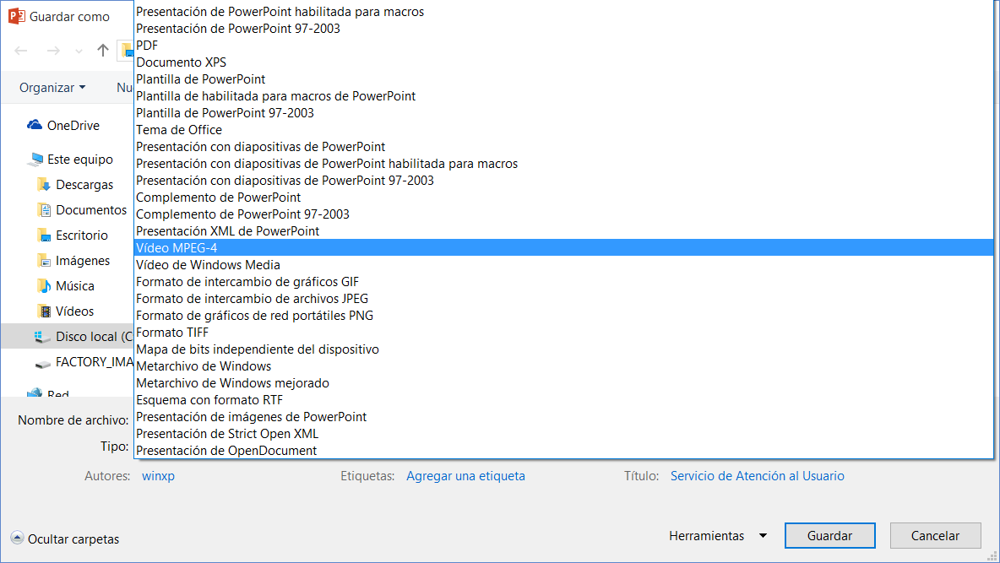 Guardar como
Organizar
Nu
OneDrive
Este equipo
Descargas
Documentos
Escritorio
Imágenes
Música
Vídeos
Disco local (C
FACTORY_IMA
Red
Presentación de PowerPoint habilitada para macros
Presentación de PowerPoint 97-2003
PDF
Documento XPS
Plantilla de PowerPoint
Plantilla de habilitada para macros de PowerPoint
Plantilla de PowerPoint 97-2003
Tema de Office
Presentación con diapositivas de PowerPoint
Presentación con diapositivas de PowerPoint habilitada para macros
Presentación con diapositivas de PowerPoint 97-2003
Complemento de PowerPoint
Complemento de PowerPoint 97-2003
Presentación XML de PowerPoint
Vídeo MPEG-4
Vídeo de Windows Media
Formato de intercambio de gráficos GIF
Formato de intercambio de archivos JPEG
Formato de gráficos de red portátiles PNG
Formato TIFF
Mapa de bits independiente del dispositivo
Metarchivo de Windows
Metarchivo de Windows mejorado
Esquema con formato RTF
Presentación de imágenes de PowerPoint
Presentación de Strict Open XML
Presentación de OpenDocument
Nombre de archivo:
Tipo:
Autores: winxp Etiquetas: Agregar una etiqueta Título: Servicio de Atención al Usuario
Ocultar carpetas Herramientas Guardar Cancelar